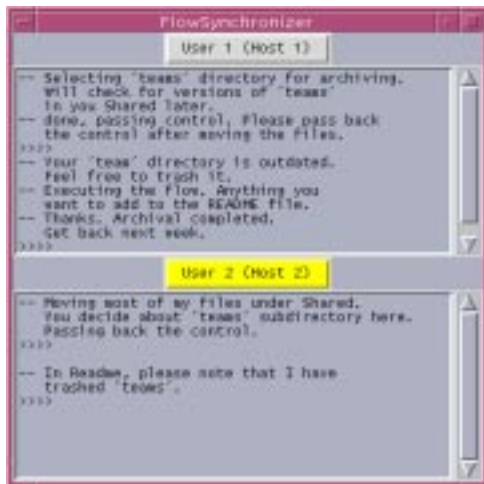 FlowSynchronizer
User 1 (Host 1)
-- Selecting 'teams' directory for archiving.
Will check for versions of 'teams'
in you Shared later.
-- done, passing control. Please pass back
the control after moving the files.
>>>>
-- Your 'team' directory is outdated.
Feel free to trash it.
-- Executing the flow. Anything you
want to add to the README file.
-- Thanks. Archival completed.
Get back next week.
>>>>
User 2 (Host 2)
-- Moving most of my files under Shared.
You decide about 'teams' subdirectory here.
Passing back the control.
>>>>
-- In Readme, please note that I have
trashed 'teams'.
>>>>